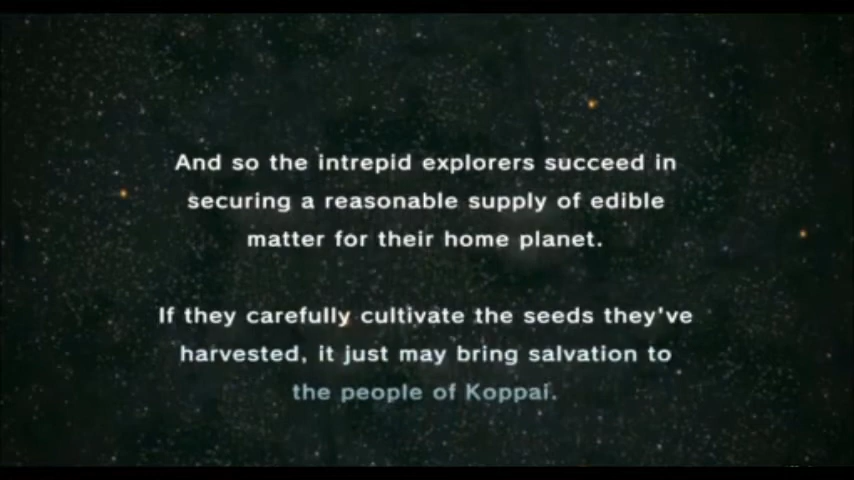 And so the intrepid explorers succeed in
securing a reasonable supply of edible
matter for their home planet.
If they carefully cultivate the seeds they've
harvested, it just may bring salvation to
the people of Koppai.